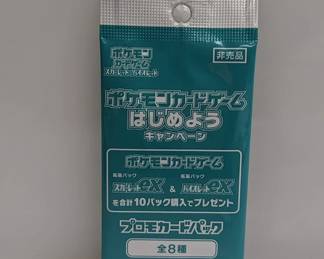 非売品
ポケモン
カードゲーム
スカーレット&バイオレット
ポケモンカードゲーム
はじめよう
キャンペーン
ポケモンカードゲーム
拡張パック 拡張パック
スカーレットex & バイオレットex
を合計10パック購入でプレゼント
プロモカードパック
全8種